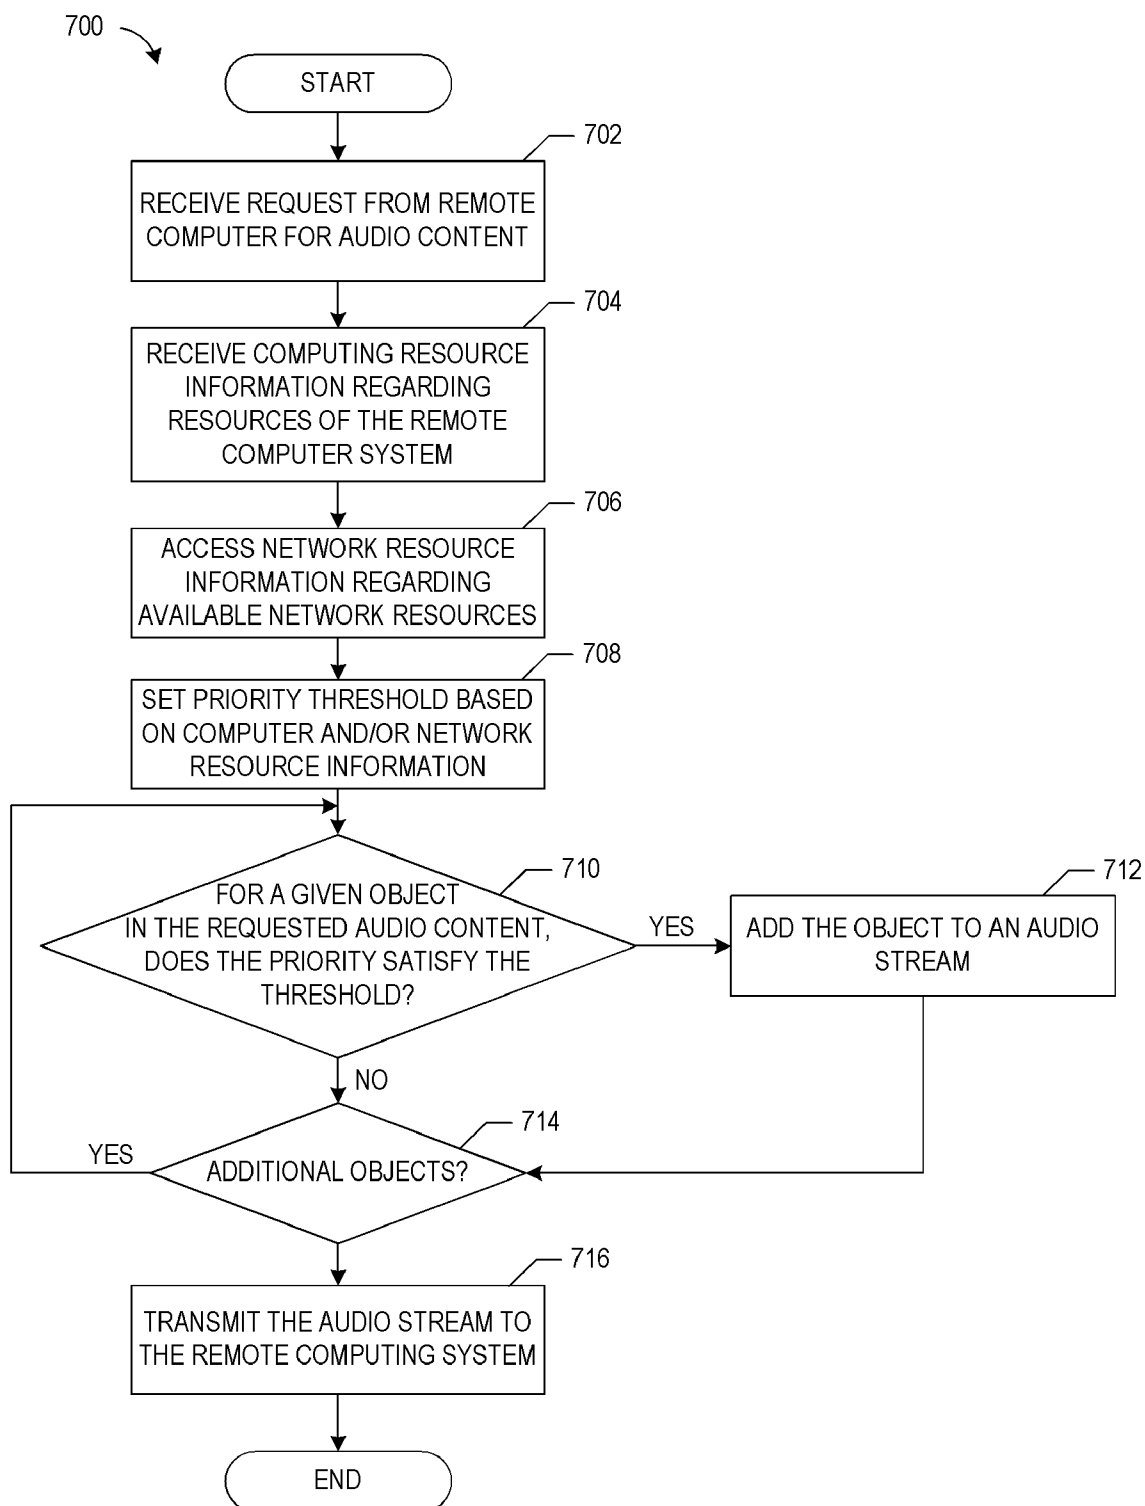 700
START
702
RECEIVE REQUEST FROM REMOTE
COMPUTER FOR AUDIO CONTENT
704
RECEIVE COMPUTING RESOURCE
INFORMATION REGARDING
RESOURCES OF THE REMOTE
COMPUTER SYSTEM
706
ACCESS NETWORK RESOURCE
INFORMATION REGARDING
AVAILABLE NETWORK RESOURCES
708
SET PRIORITY THRESHOLD BASED
ON COMPUTER AND/OR NETWORK
RESOURCE INFORMATION
710
FOR A GIVEN OBJECT
IN THE REQUESTED AUDIO CONTENT,
DOES THE PRIORITY SATISFY THE
THRESHOLD?
YES
712
ADD THE OBJECT TO AN AUDIO
STREAM
NO
714
ADDITIONAL OBJECTS?
YES
716
TRANSMIT THE AUDIO STREAM TO
THE REMOTE COMPUTING SYSTEM
END